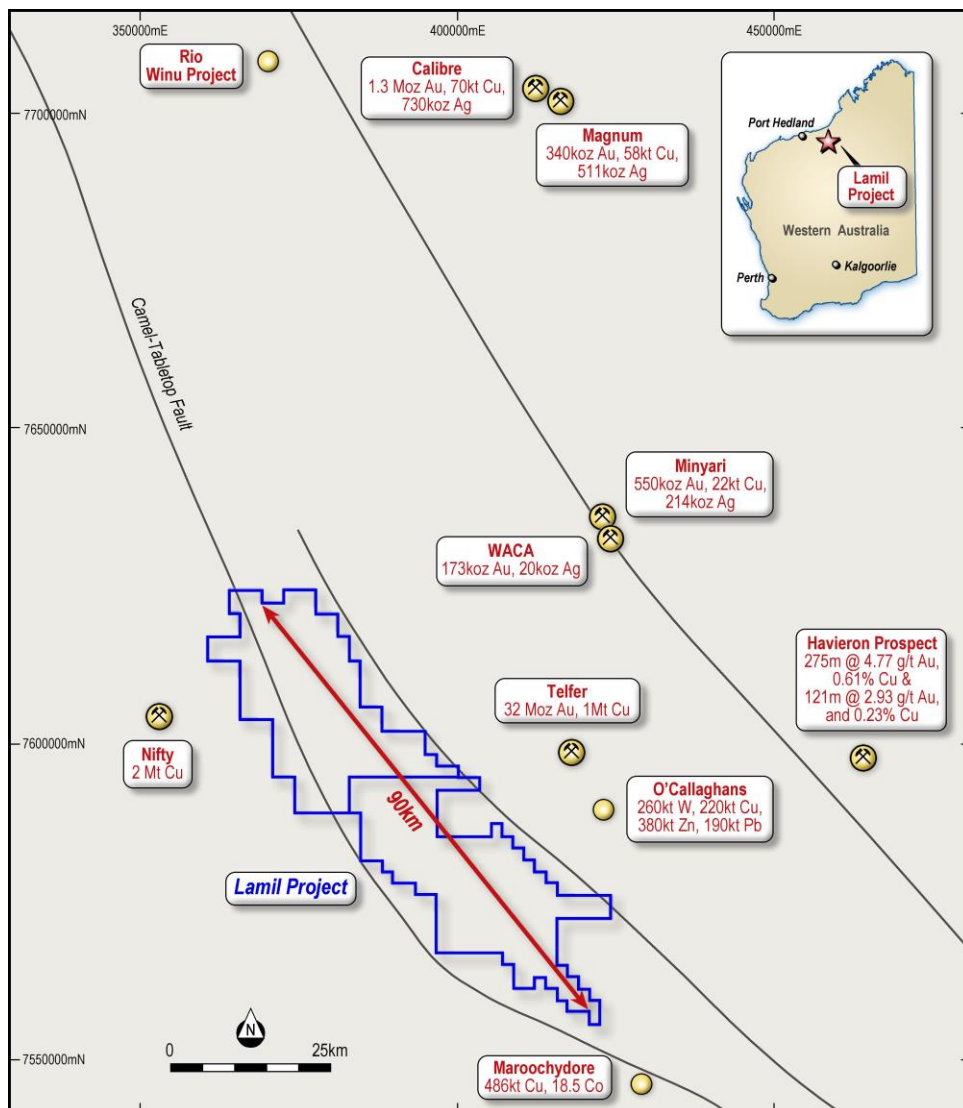 350000mE
400000mE
450000mE
7700000mN
7650000mN
7600000mN
7550000mN
Rio
Winu Project
Calibre
1.3 Moz Au, 70kt Cu,
730koz Ag
Magnum
340koz Au, 58kt Cu,
511koz Ag
Port Hedland
Lamil
Project
Western Australia
Perth
Kalgoorlie
Camel-Tabletop Fault
Minyari
550koz Au, 22kt Cu,
214koz Ag
WACA
173koz Au, 20koz Ag
Havieron Prospect
275m @ 4.77 g/t Au,
0.61% Cu &
121m @ 2.93 g/t Au,
and 0.23% Cu
Telfer
32 Moz Au, 1Mt Cu
Nifty
2 Mt Cu
O'Callaghans
260kt W, 220kt Cu,
380kt Zn, 190kt Pb
90km
Lamil Project
N
0
25km
Maroochydore
486kt Cu, 18.5 Co